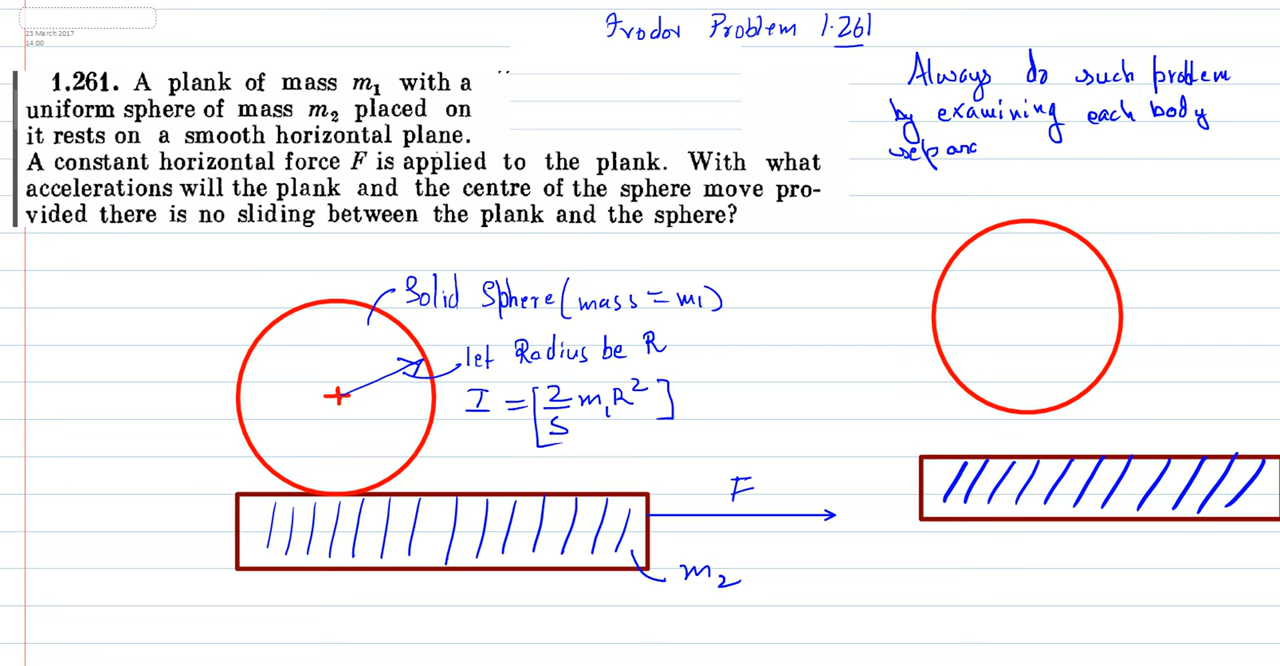 23 March 2017
14:00
Irodov Problem 1.261
1.261. A plank of mass m₁ with a
uniform sphere of mass m₂ placed on
it rests on a smooth horizontal plane.
A constant horizontal force F is applied to the plank. With what
accelerations will the plank and the centre of the sphere move pro-
vided there is no sliding between the plank and the sphere?
Always do such problem
by examining each body
separa
Solid Sphere (mass = m₁)
let Radius be R
I = [2/5 m₁R²]
F
m₂